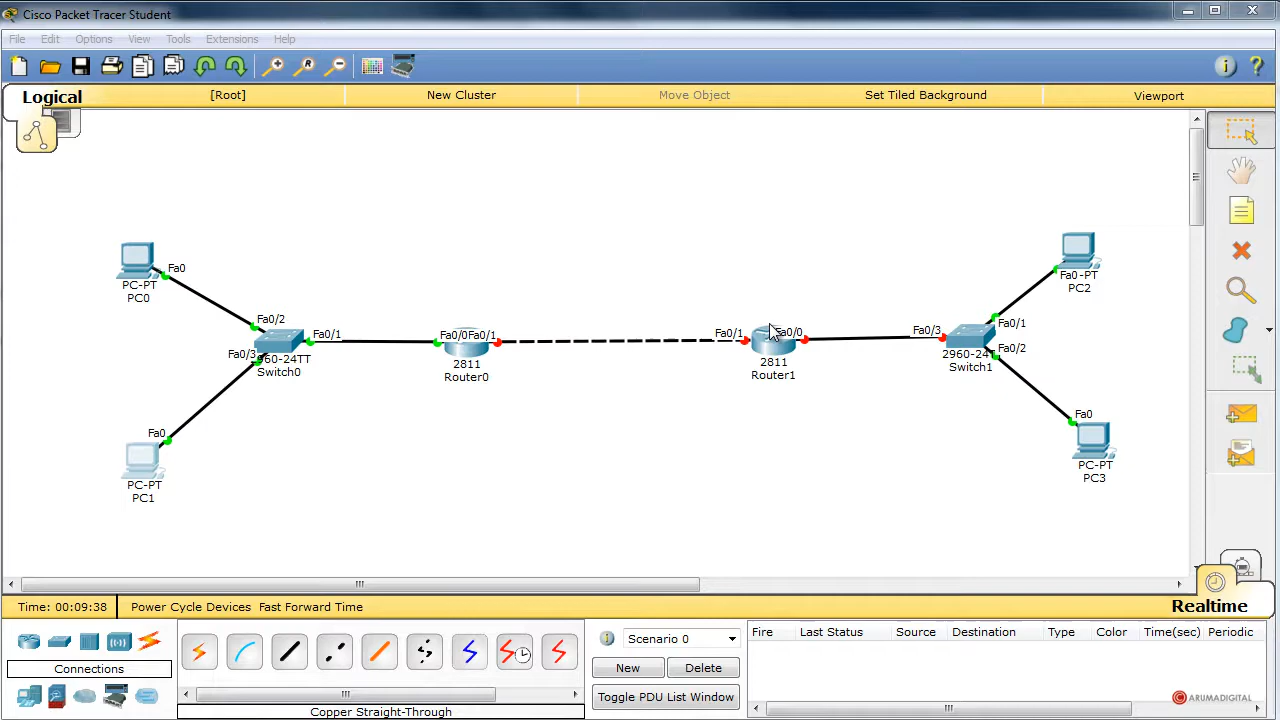 Cisco Packet Tracer Student
File Edit Options View Tools Extensions Help
Logical [Root] New Cluster Move Object Set Tiled Background Viewport
Fa0
PC-PT
PC0
Fa0/2
Fa0/1
Fa0/3
960-24TT
Switch0
Fa0
PC-PT
PC1
Fa0/0 Fa0/1
2811
Router0
Fa0/1 Fa0/0
2811
Router1
Fa0/3
2960-24
Switch1
Fa0-PT
PC2
Fa0/1
Fa0/2
Fa0
PC-PT
PC3
Time: 00:09:38 Power Cycle Devices Fast Forward Time
Realtime
Connections
Copper Straight-Through
Scenario 0
New Delete
Toggle PDU List Window
Fire Last Status Source Destination Type Color Time(sec) Periodic
ARUMADIGITAL